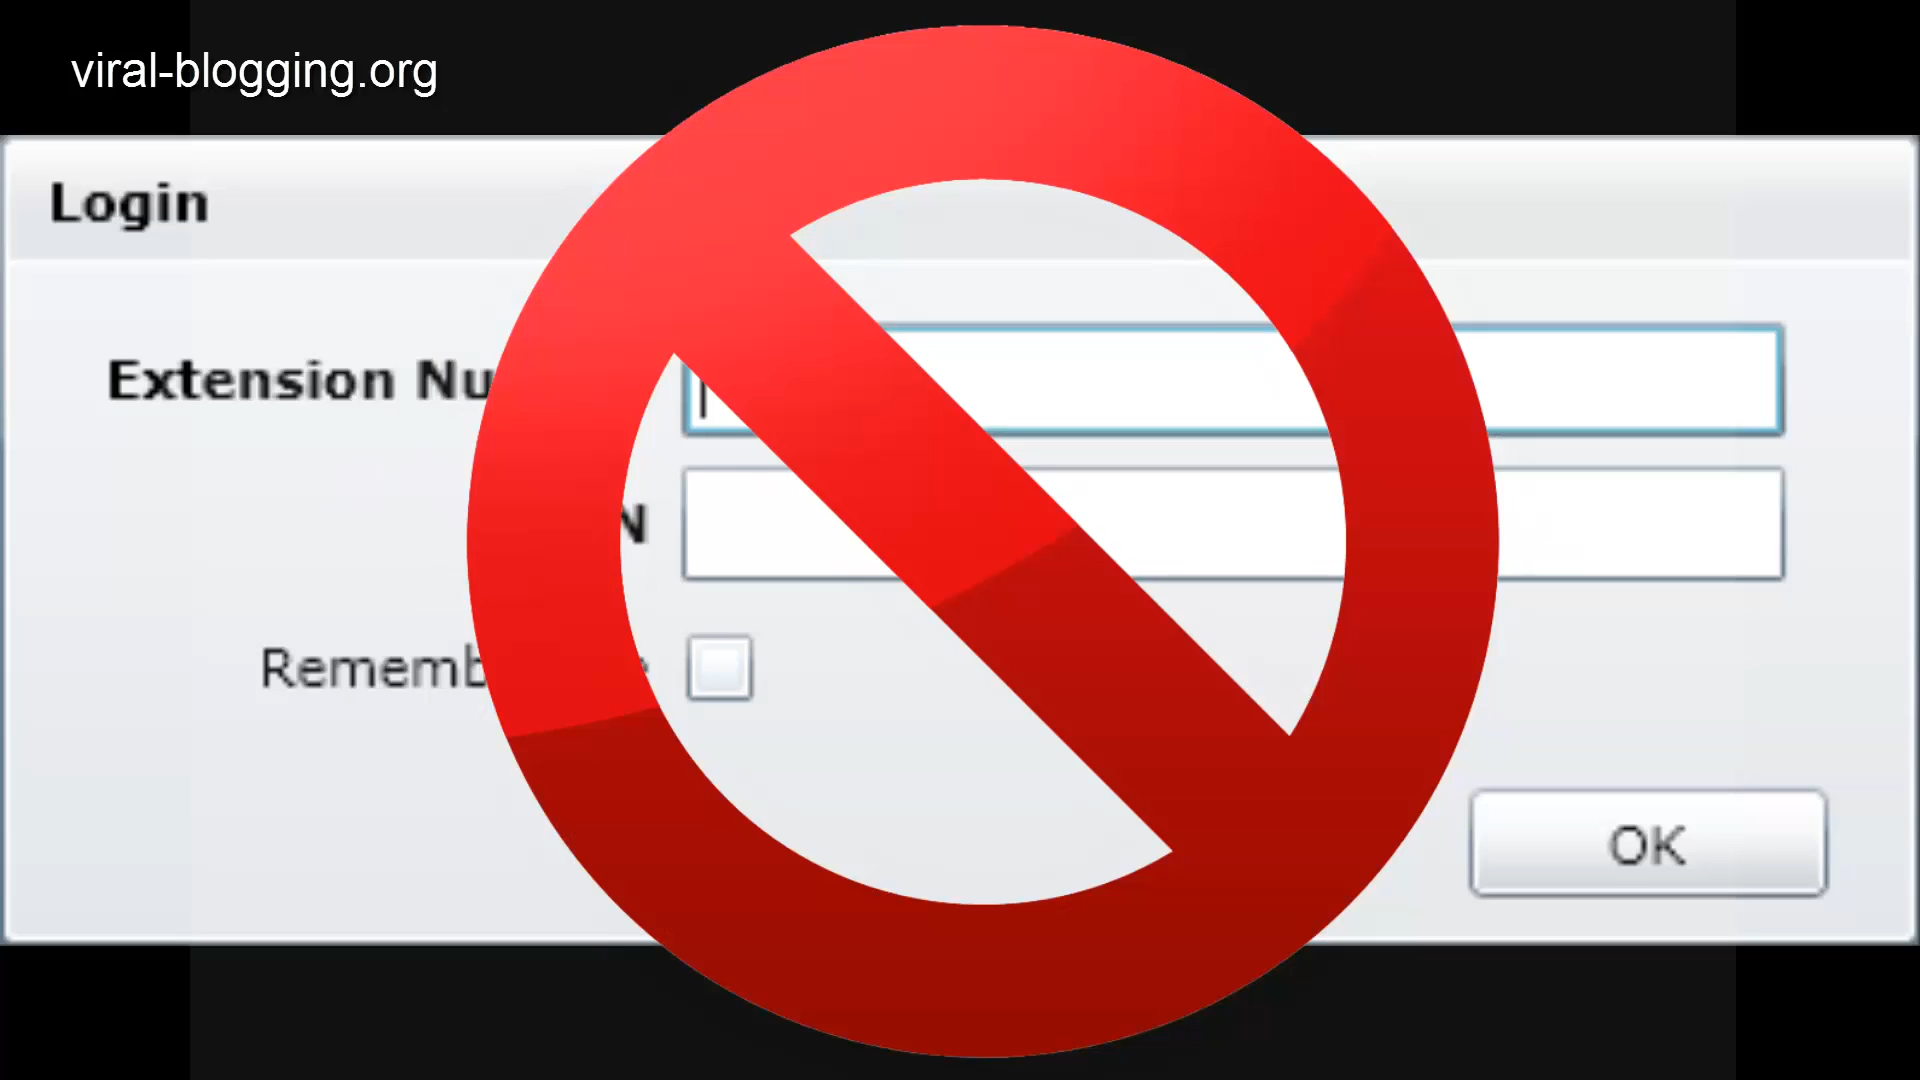 viral-blogging.org
Login
Extension Nu
N
Rememb
OK